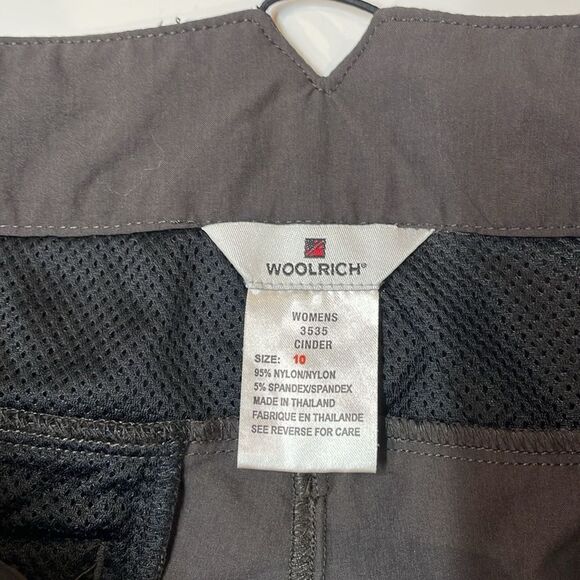 WOOLRICH®
WOMENS
3535
CINDER
SIZE: 10
95% NYLON/NYLON
5% SPANDEX/SPANDEX
MADE IN THAILAND
FABRIQUE EN THAILANDE
SEE REVERSE FOR CARE